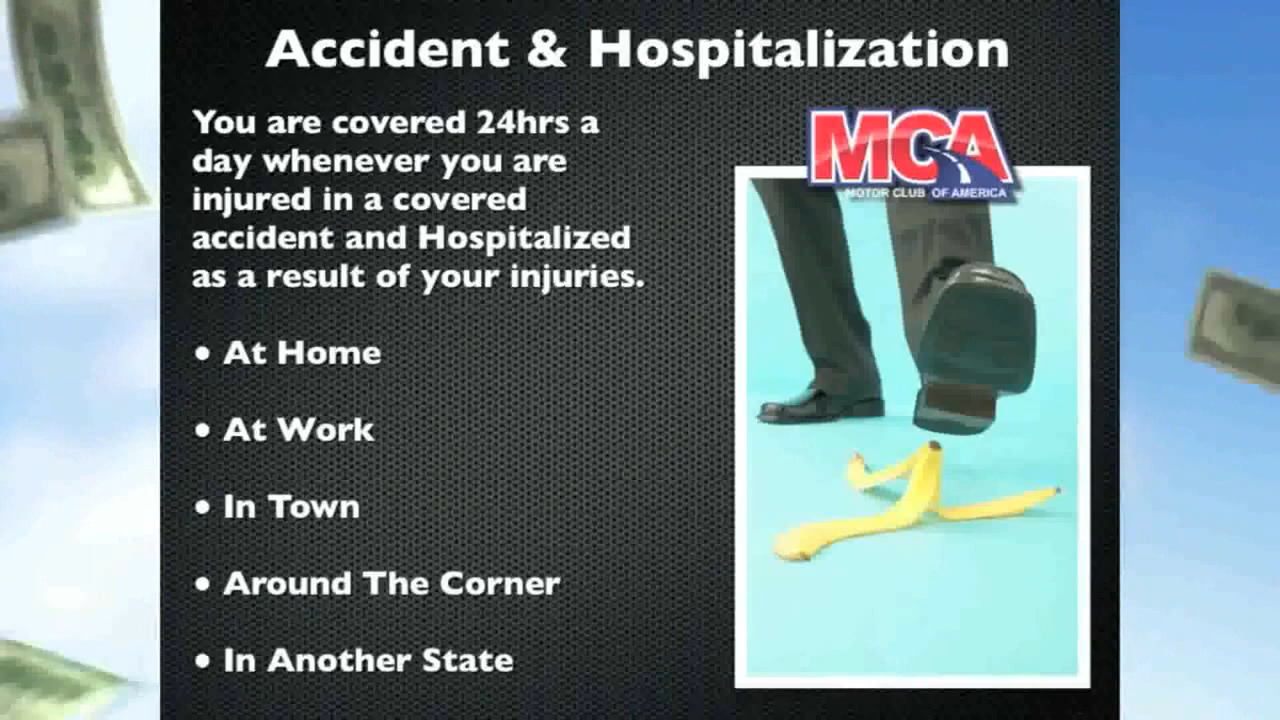 Accident & Hospitalization
You are covered 24hrs a
day whenever you are
injured in a covered
accident and Hospitalized
as a result of your injuries.
• At Home
• At Work
• In Town
• Around The Corner
• In Another State
MCA
MOTOR CLUB OF AMERICA